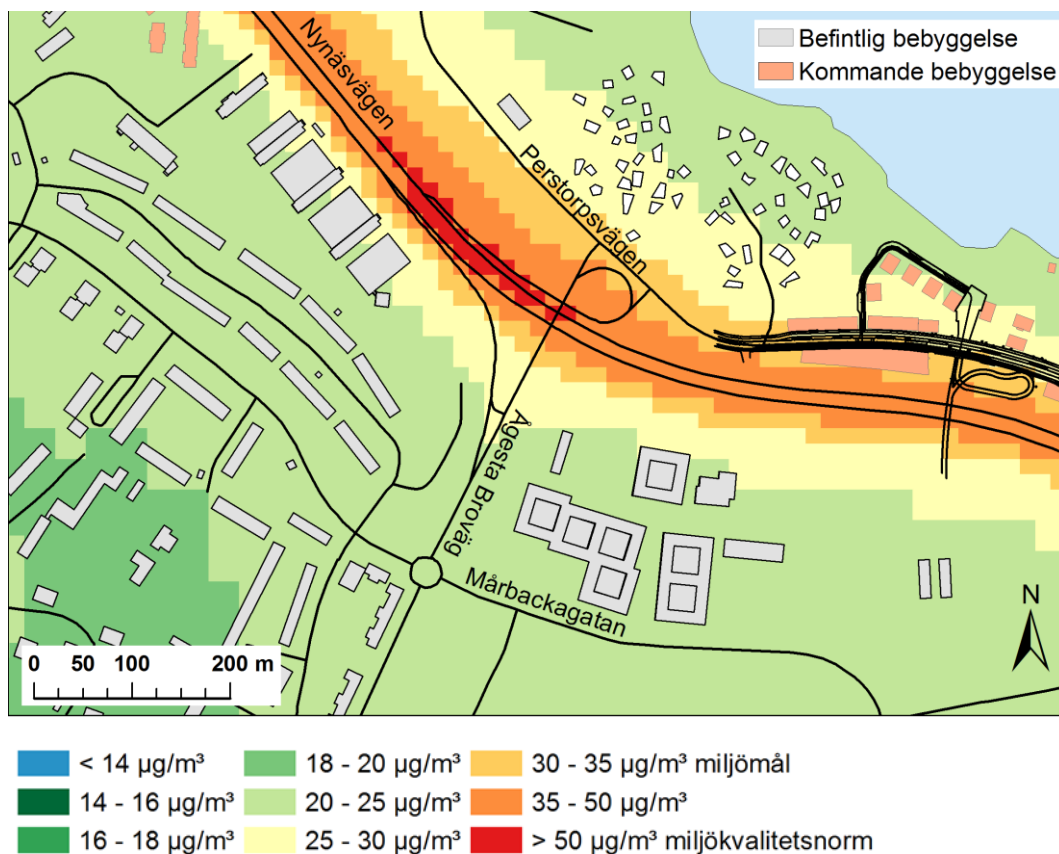 Befintlig bebyggelse
Kommande bebyggelse
Nynäsvägen
Perstorpsvägen
Ågesta Broväg
Mårbackagatan
N
0 50 100 200 m
< 14 µg/m³
14 - 16 µg/m³
16 - 18 µg/m³
18 - 20 µg/m³
20 - 25 µg/m³
25 - 30 µg/m³
30 - 35 µg/m³ miljömål
35 - 50 µg/m³
> 50 µg/m³ miljökvalitetsnorm